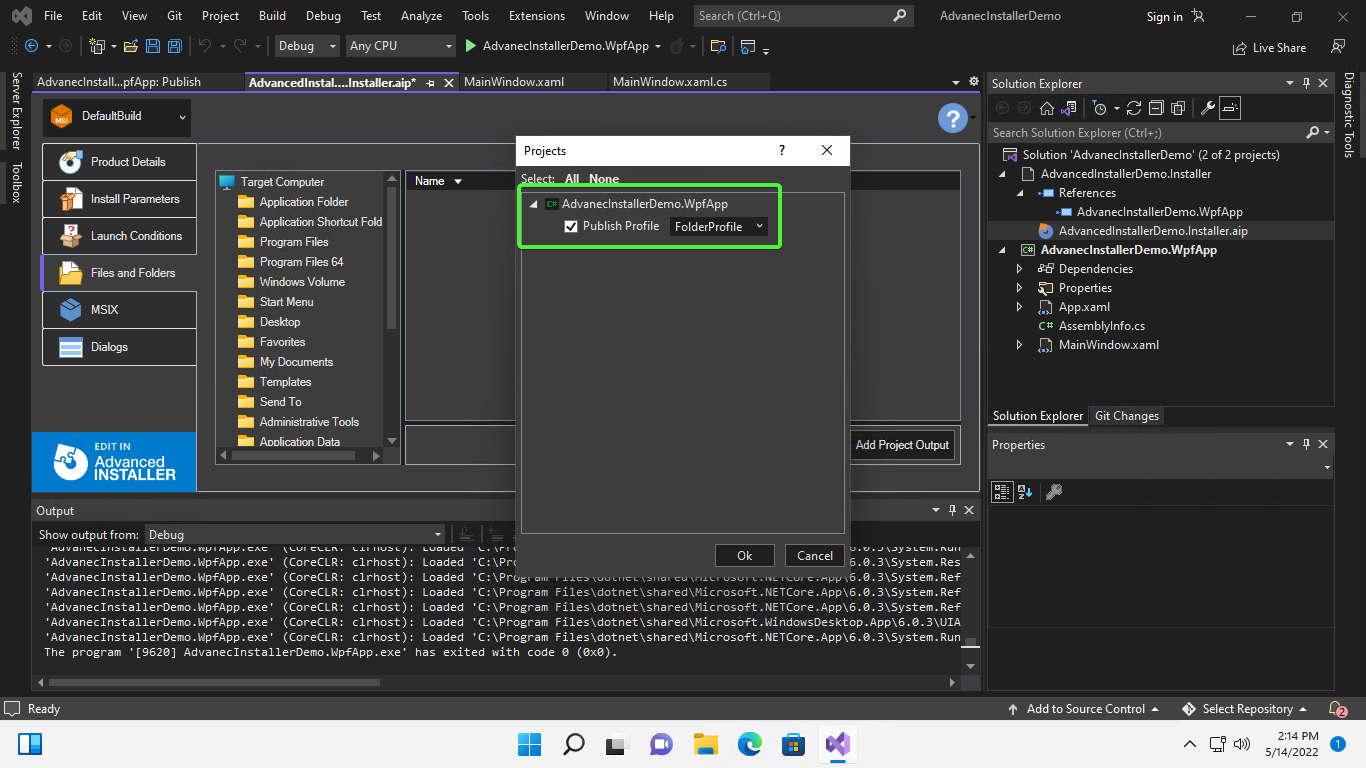 File Edit View Git Project Build Debug Test Analyze Tools Extensions Window Help Search (Ctrl+Q) AdvanecInstallerDemo Sign in
Debug Any CPU AdvanecInstallerDemo.WpfApp Live Share
Server Explorer
Toolbox
AdvanecInstall...pfApp: Publish AdvancedInstal....Installer.aip* MainWindow.xaml MainWindow.xaml.cs
MSI DefaultBuild
Product Details
Install Parameters
Launch Conditions
Files and Folders
MSIX
Dialogs
EDIT IN
Advanced
INSTALLER
Target Computer
Application Folder
Application Shortcut Fold
Program Files
Program Files 64
Windows Volume
Start Menu
Desktop
Favorites
My Documents
Templates
Send To
Administrative Tools
Application Data
Name
Add Project Output
Projects ?
Select: All None
C# AdvanecInstallerDemo.WpfApp
Publish Profile FolderProfile
Ok Cancel
Solution Explorer
Search Solution Explorer (Ctrl+;)
Solution 'AdvanecInstallerDemo' (2 of 2 projects)
AdvancedInstallerDemo.Installer
References
AdvanecInstallerDemo.WpfApp
AdvancedInstallerDemo.Installer.aip
C# AdvanecInstallerDemo.WpfApp
Dependencies
Properties
App.xaml
C# AssemblyInfo.cs
MainWindow.xaml
Solution Explorer Git Changes
Properties
Diagnostic Tools
Output
Show output from: Debug
'AdvanecInstallerDemo.WpfApp.exe' (CoreCLR: clrhost): Loaded 'C:\Pro 6.0.3\System.Run
'AdvanecInstallerDemo.WpfApp.exe' (CoreCLR: clrhost): Loaded 'C:\Pro 6.0.3\System.Res
'AdvanecInstallerDemo.WpfApp.exe' (CoreCLR: clrhost): Loaded 'C:\Program Files\dotnet\shared\Microsoft.NETCore.App\6.0.3\System.Ref
'AdvanecInstallerDemo.WpfApp.exe' (CoreCLR: clrhost): Loaded 'C:\Program Files\dotnet\shared\Microsoft.NETCore.App\6.0.3\System.Ref
'AdvanecInstallerDemo.WpfApp.exe' (CoreCLR: clrhost): Loaded 'C:\Program Files\dotnet\shared\Microsoft.NETCore.App\6.0.3\System.Ref
'AdvanecInstallerDemo.WpfApp.exe' (CoreCLR: clrhost): Loaded 'C:\Program Files\dotnet\shared\Microsoft.WindowsDesktop.App\6.0.3\UIA
'AdvanecInstallerDemo.WpfApp.exe' (CoreCLR: clrhost): Loaded 'C:\Program Files\dotnet\shared\Microsoft.NETCore.App\6.0.3\System.Run
The program '[9620] AdvanecInstallerDemo.WpfApp.exe' has exited with code 0 (0x0).
Ready Add to Source Control Select Repository 2
2:14 PM
5/14/2022 1